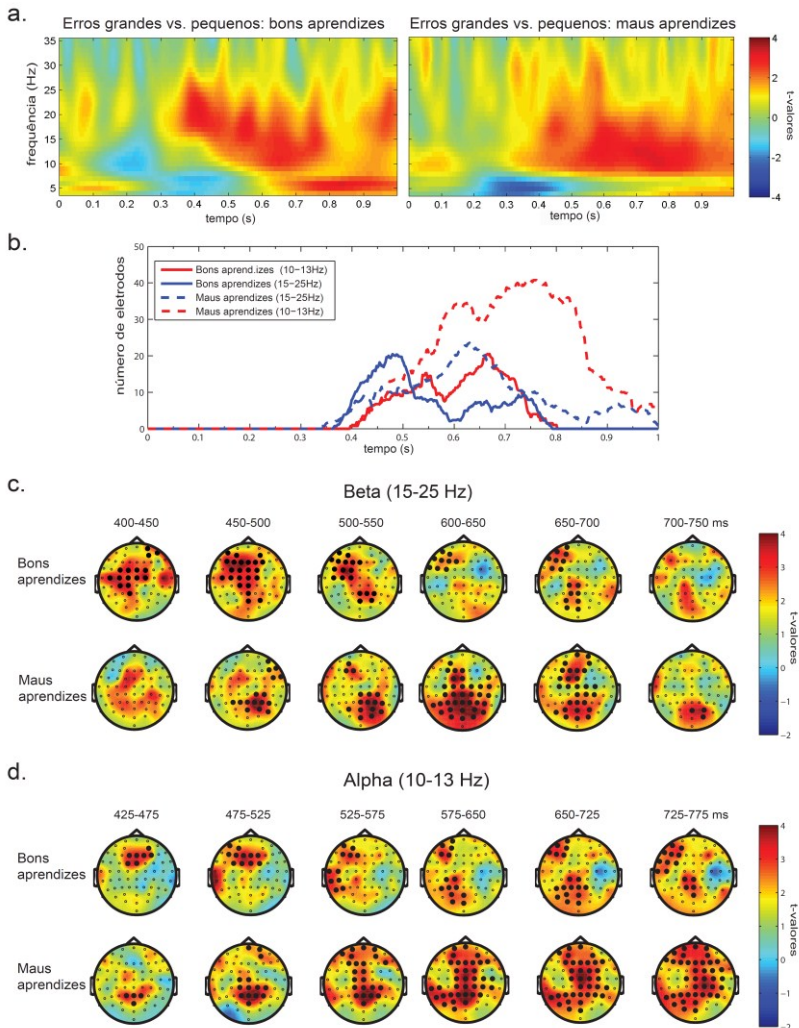 a.
Erros grandes vs. pequenos: bons aprendizes
Erros grandes vs. pequenos: maus aprendizes
frequência (Hz)
35
30
25
20
15
10
5
0 0.1 0.2 0.3 0.4 0.5 0.6 0.7 0.8 0.9
tempo (s)
0 0.1 0.2 0.3 0.4 0.5 0.6 0.7 0.8 0.9
tempo (s)
4
2
0
-2
-4
t-valores
b.
número de eletrodos
50
40
30
20
10
0
Bons aprend.izes (10-13Hz)
Bons aprendizes (15-25Hz)
Maus aprendizes (15-25Hz)
Maus aprendizes (10-13Hz)
0 0.1 0.2 0.3 0.4 0.5 0.6 0.7 0.8 0.9 1
tempo (s)
c.
Beta (15-25 Hz)
400-450 450-500 500-550 600-650 650-700 700-750 ms
Bons
aprendizes
Maus
aprendizes
4
3
2
1
0
-1
-2
t-valores
d.
Alpha (10-13 Hz)
425-475 475-525 525-575 575-650 650-725 725-775 ms
Bons
aprendizes
Maus
aprendizes
4
3
2
1
0
-1
-2
t-valores